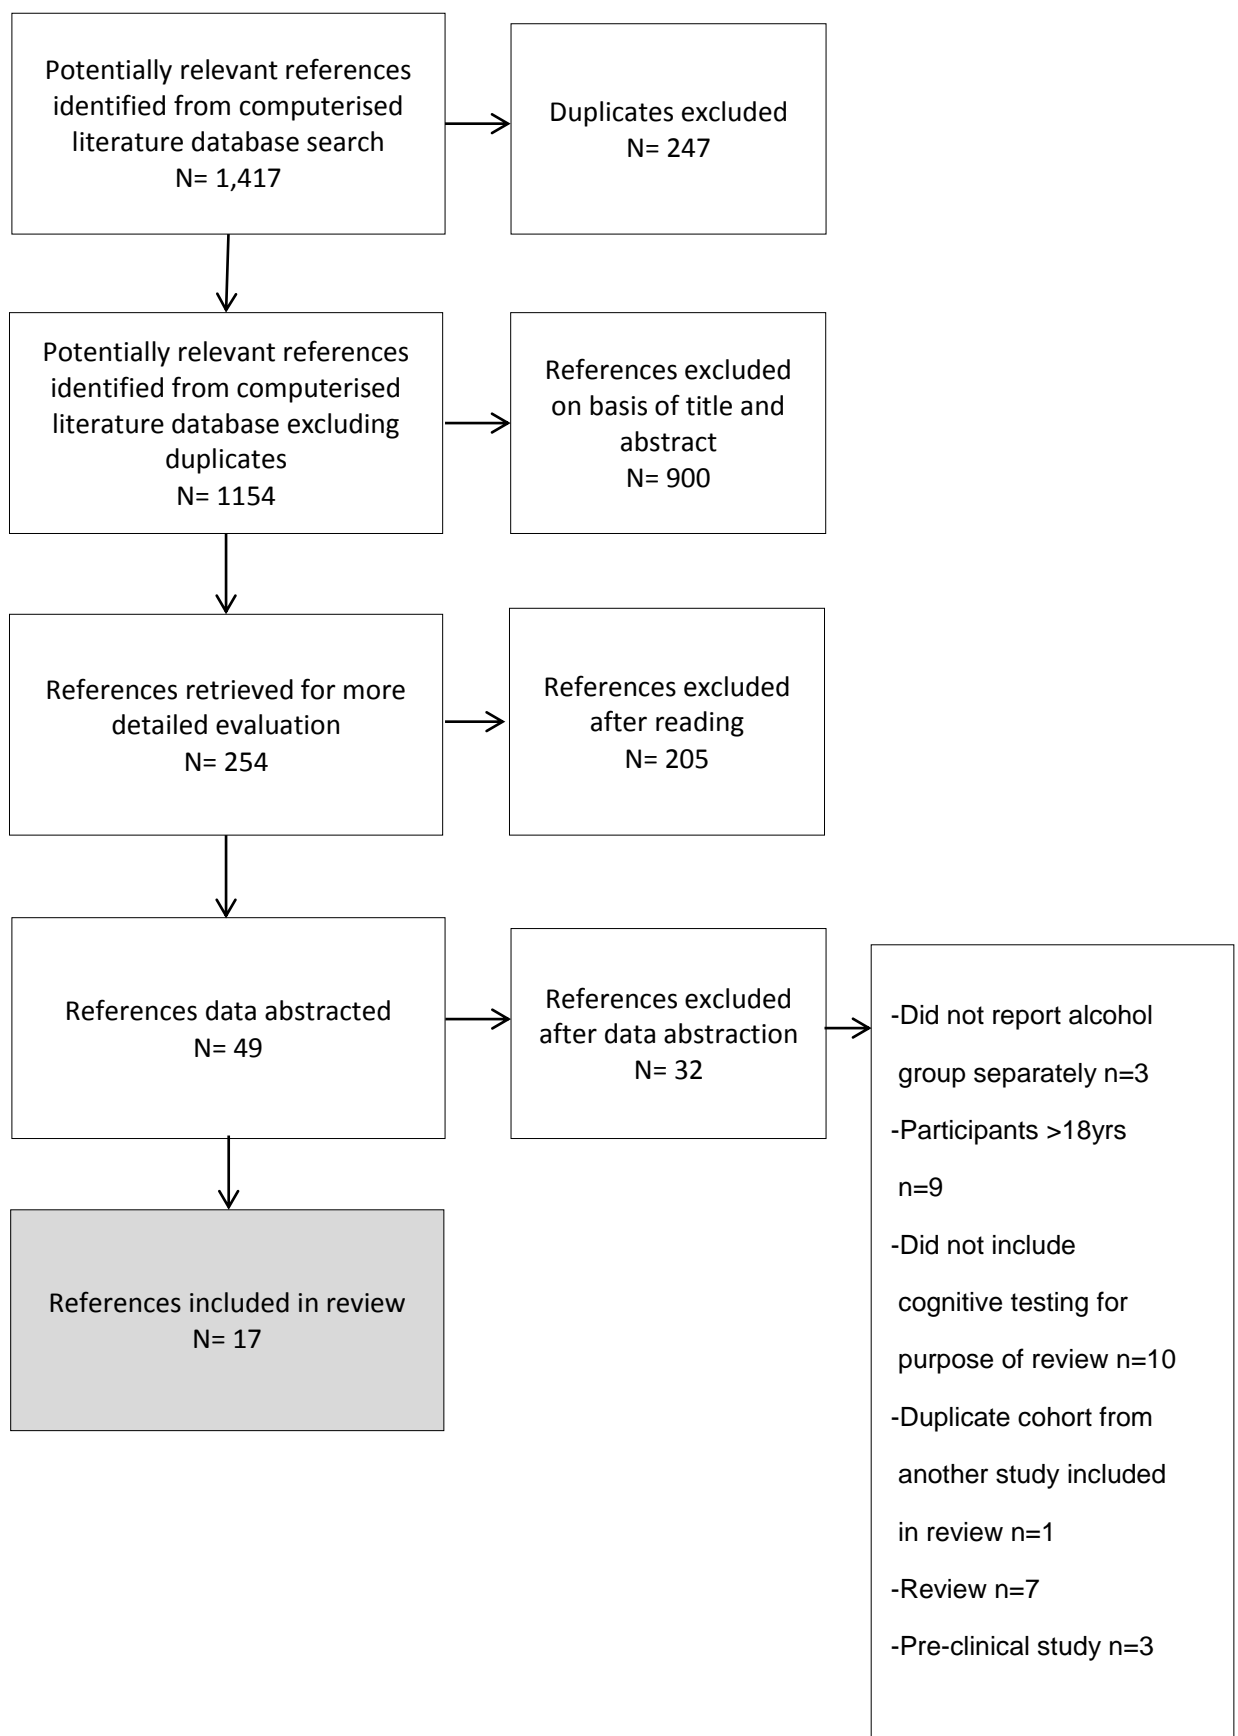 Potentially relevant references
identified from computerised
literature database search
N= 1,417
Duplicates excluded
N= 247
Potentially relevant references
identified from computerised
literature database excluding
duplicates
N= 1154
References excluded
on basis of title and
abstract
N= 900
References retrieved for more
detailed evaluation
N= 254
References excluded
after reading
N= 205
References data abstracted
N= 49
References excluded
after data abstraction
N= 32
-Did not report alcohol
group separately n=3
-Participants >18yrs
n=9
-Did not include
cognitive testing for
purpose of review n=10
-Duplicate cohort from
another study included
in review n=1
-Review n=7
-Pre-clinical study n=3
References included in review
N= 17